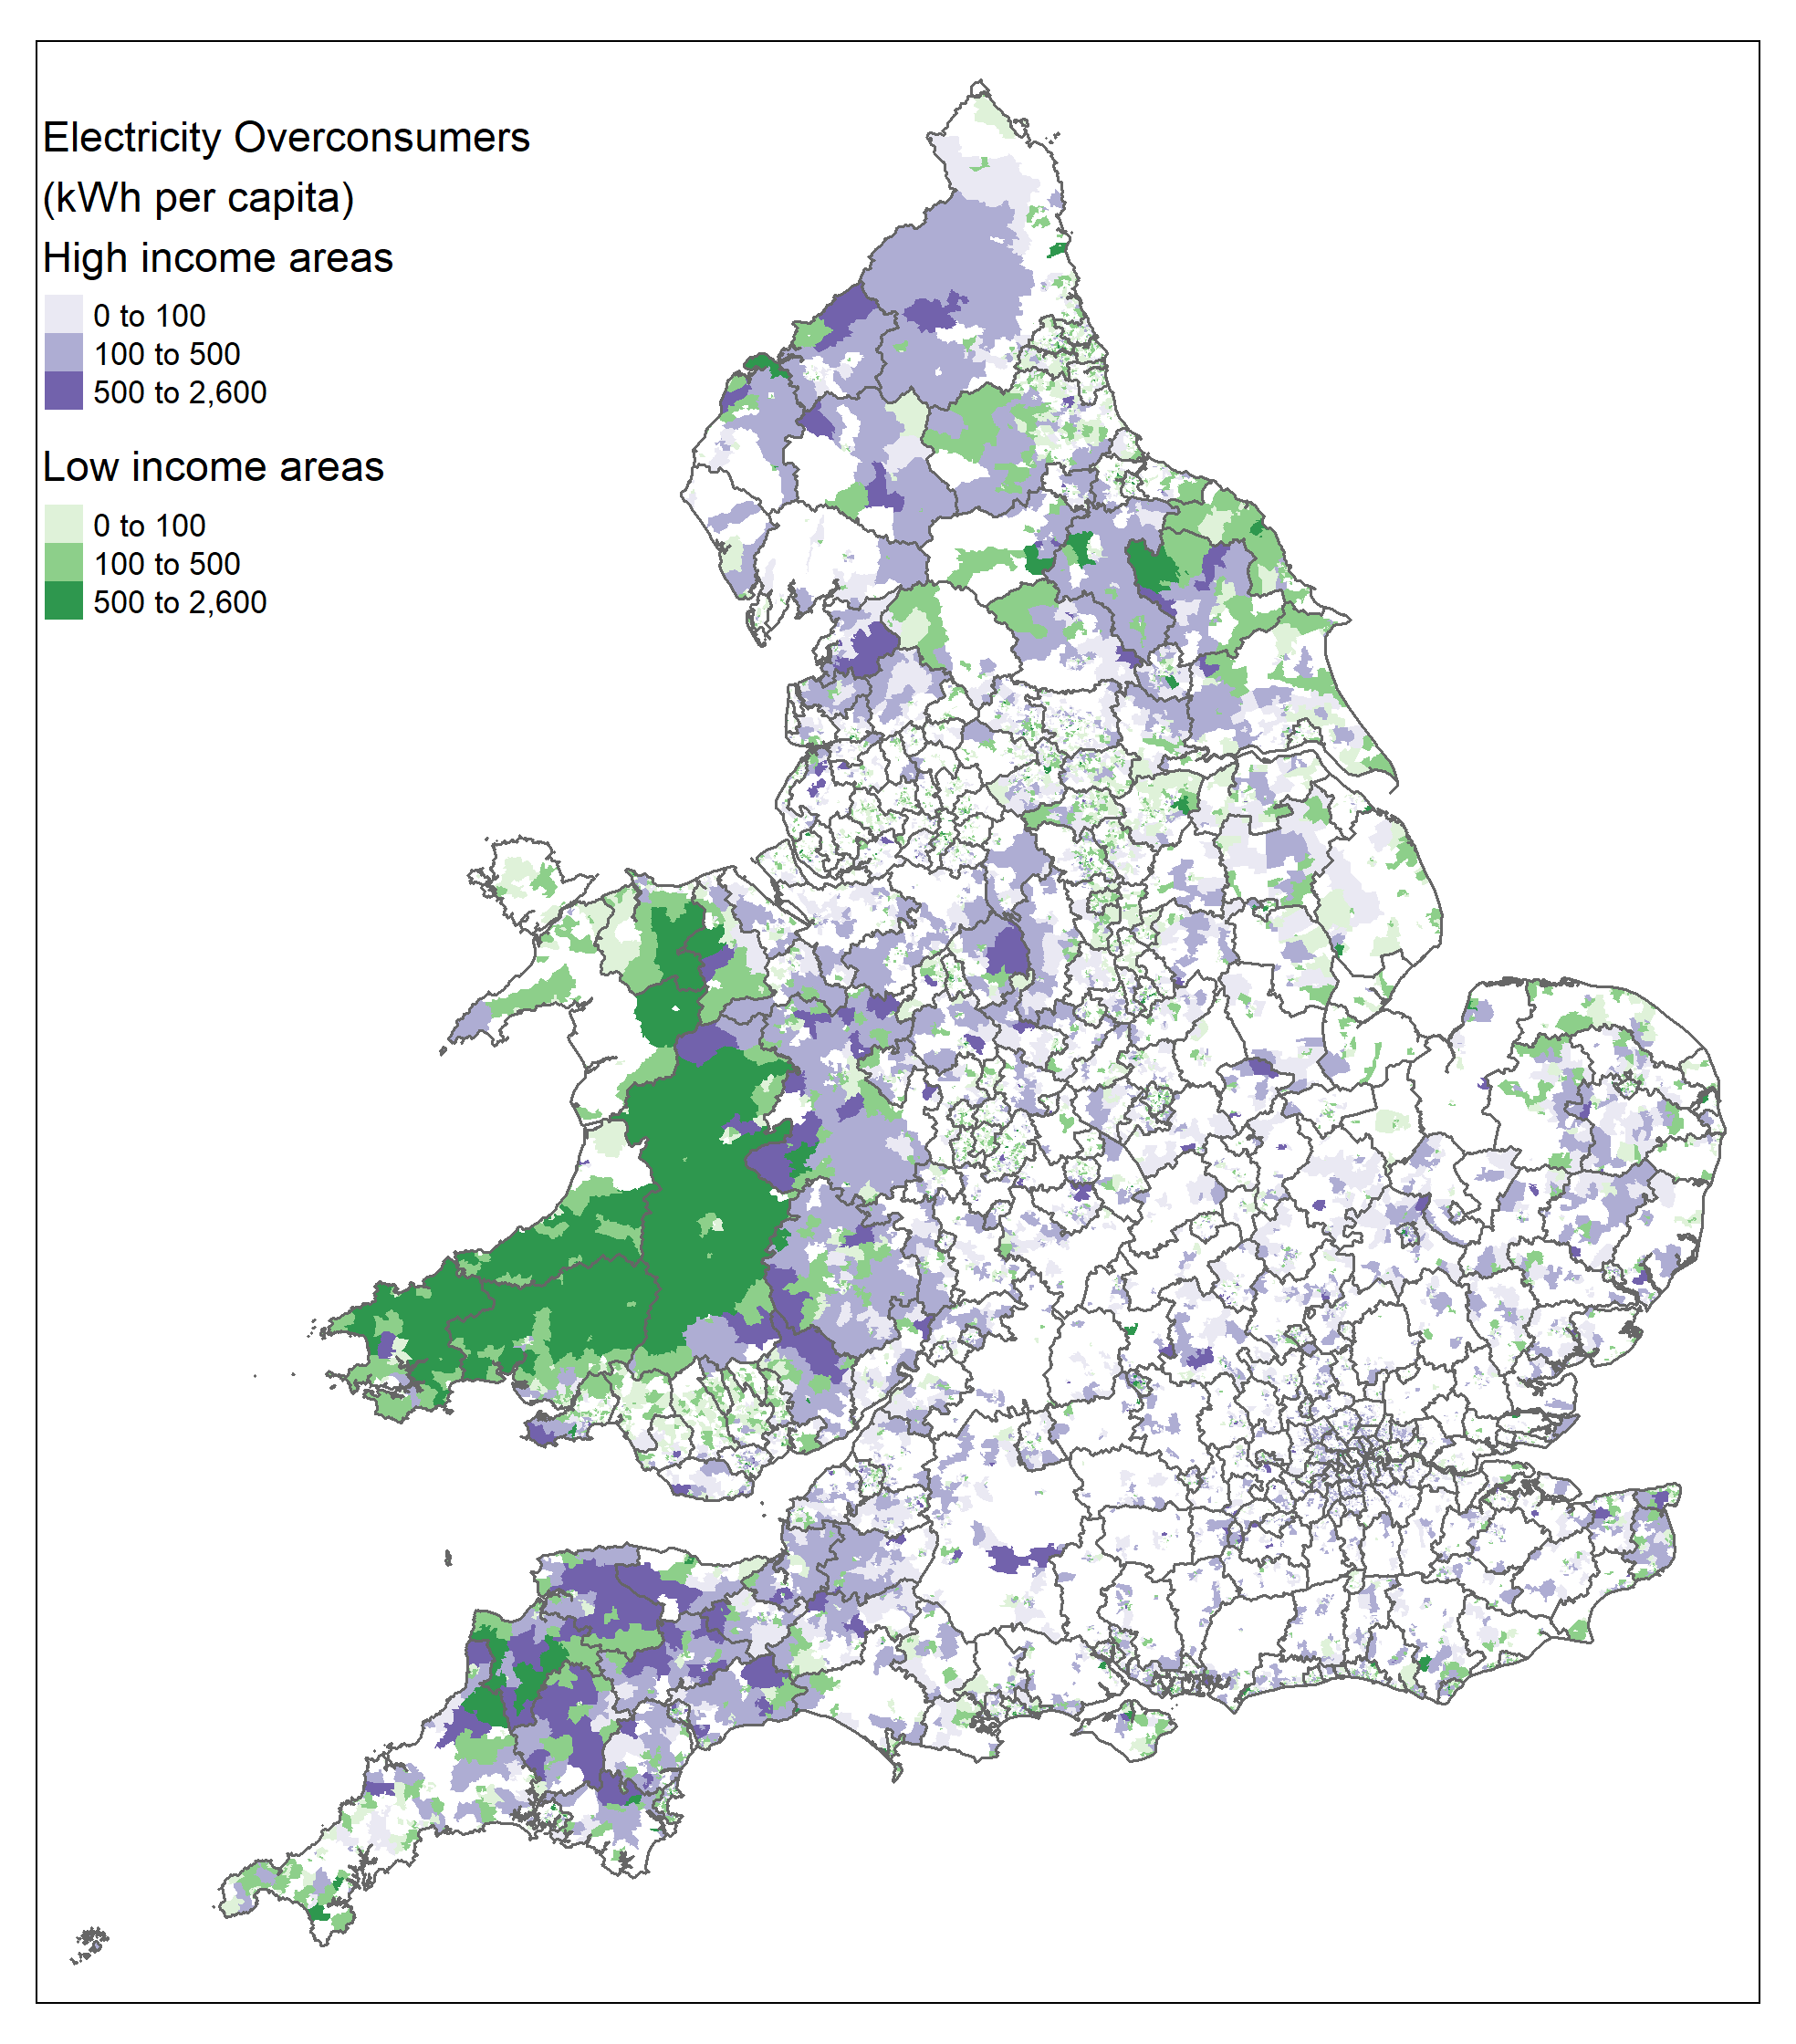 Electricity Overconsumers
(kWh per capita)
High income areas
0 to 100
100 to 500
500 to 2,600
Low income areas
0 to 100
100 to 500
500 to 2,600